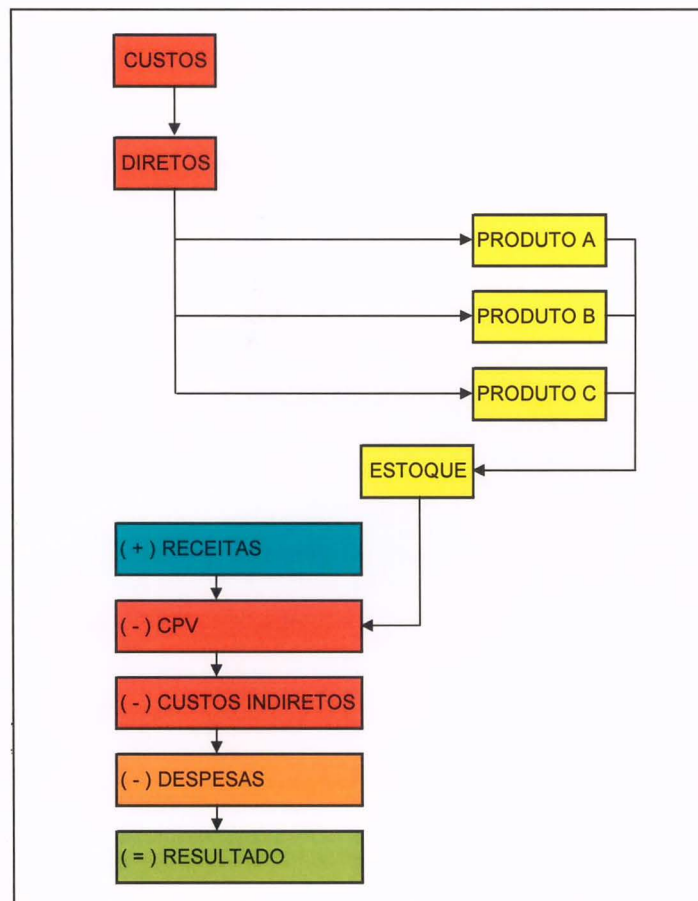 CUSTOS
DIRETOS
PRODUTO A
PRODUTO B
PRODUTO C
ESTOQUE
( + ) RECEITAS
( - ) CPV
( - ) CUSTOS INDIRETOS
( - ) DESPESAS
( = ) RESULTADO